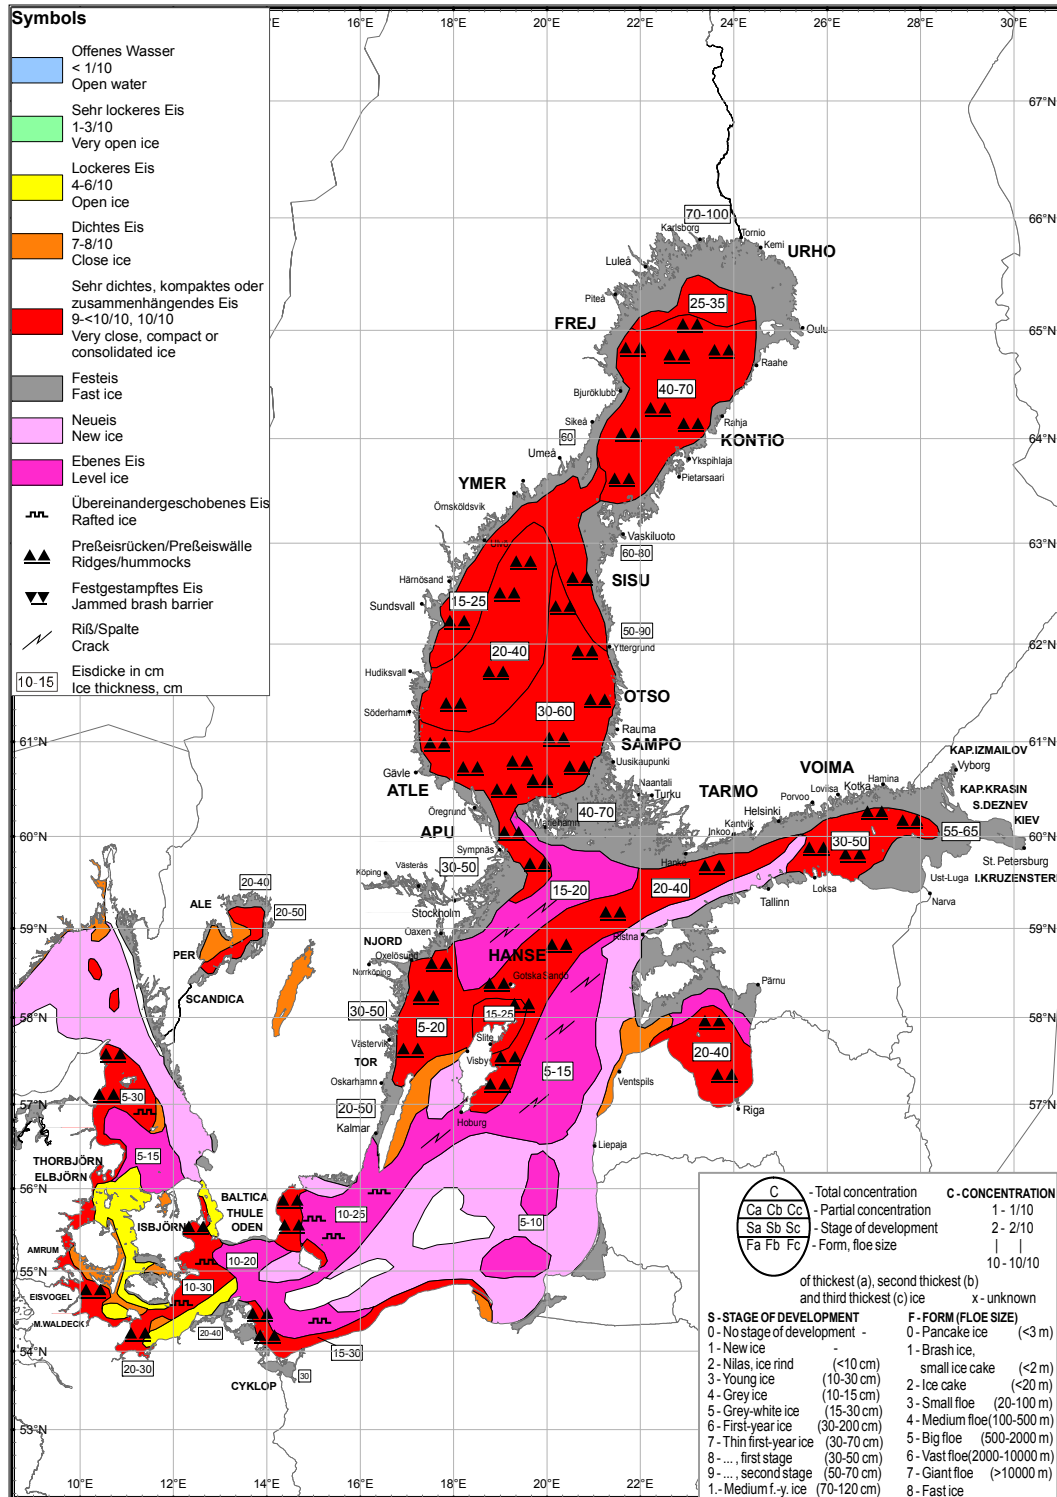 Symbols
Offenes Wasser
< 1/10
Open water
Sehr lockeres Eis
1-3/10
Very open ice
Lockeres Eis
4-6/10
Open ice
Dichtes Eis
7-8/10
Close ice
Sehr dichtes, kompaktes oder
zusammenhängendes Eis
9-<10/10, 10/10
Very close, compact or
consolidated ice
Festeis
Fast ice
Neueis
New ice
Ebenes Eis
Level ice
Übereinandergeschobenes Eis
Rafted ice
Preßeisrücken/Preßeiswälle
Ridges/hummocks
Festgestampftes Eis
Jammed brash barrier
Riß/Spalte
Crack
10-15
Eisdicke in cm
Ice thickness, cm
16°E
18°E
20°E
22°E
24°E
26°E
28°E
30°E
67°N
66°N
65°N
64°N
63°N
62°N
61°N
60°N
59°N
58°N
57°N
56°N
55°N
54°N
70-100
Karlsborg
Tornio
Kemi
URHO
Luleå
Piteå
25-35
FREJ
Oulu
Raahe
Bjuröklubb
40-70
Sikeå
Rahja
60
KONTIO
Umeå
Ykspihlaja
YMER
Pietarsaari
Örnsköldsvik
Vaskiluoto
UNO
60-80
Härnösand
SISU
15-25
Sundsvall
50-90
Yttergrund
20-40
Hudiksvall
OTSO
Söderhamn
30-60
Rauma
SAMPO
61°N
Uusikaupunki
VOIMA
KAP.IZMAILOV
Gävle
Vyborg
ATLE
Naantali
Turku
TARMO
Porvoo
Loviisa
Kotka
Hamina
KAP.KRASIN
Öregrund
40-70
Helsinki
S.DEZNEV
Mariehamn
Kantvik
KIEV
60°N
APU
Inkoo
55-65
Sympnäs
30-50
Hanko
30-50
St. Petersburg
Västerås
Köping
15-20
20-40
Ust-Luga
I.KRUZENSTERN
20-40
Loksa
ALE
20-50
Stockholm
Tallinn
Narva
59°N
Oaxen
NJORD
Ristna
PER
Oxelösund
HANSE
Norrköping
Gotska Sandö
Pärnu
SCANDICA
30-50
5-20
15-25
58°N
Västervik
Slite
20-40
TOR
Visby
5-15
Oskarhamn
Ventspils
5-30
20-50
Riga
57°N
Kalmar
Hoburg
Liepaja
5-15
THORBJÖRN
ELBJÖRN
56°N
BALTICA
THULE
ODEN
ISBJÖRN
10-25
5-10
AMRUM
10-20
55°N
EISVOGEL
10-30
M.WALDECK
20-40
54°N
20-30
15-30
CYKLOP
30
53°N
10°E
12°E
14°E
16°E
18°E
20°E
22°E
C
- Total concentration
Ca Cb Cc
- Partial concentration
Sa Sb Sc
- Stage of development
Fa Fb Fc
- Form, floe size
C - CONCENTRATION
1 - 1/10
2 - 2/10
| |
10 - 10/10
of thickest (a), second thickest (b)
and third thickest (c) ice
x - unknown
S - STAGE OF DEVELOPMENT
0 - No stage of development -
1 - New ice -
2 - Nilas, ice rind (<10 cm)
3 - Young ice (10-30 cm)
4 - Grey ice (10-15 cm)
5 - Grey-white ice (15-30 cm)
6 - First-year ice (30-200 cm)
7 - Thin first-year ice (30-70 cm)
8 - ... , first stage (30-50 cm)
9 - ... , second stage (50-70 cm)
1.- Medium f.-y. ice (70-120 cm)
F - FORM (FLOE SIZE)
0 - Pancake ice (<3 m)
1 - Brash ice,
small ice cake (<2 m)
2 - Ice cake (<20 m)
3 - Small floe (20-100 m)
4 - Medium floe(100-500 m)
5 - Big floe (500-2000 m)
6 - Vast floe(2000-10000 m)
7 - Giant floe (>10000 m)
8 - Fast ice